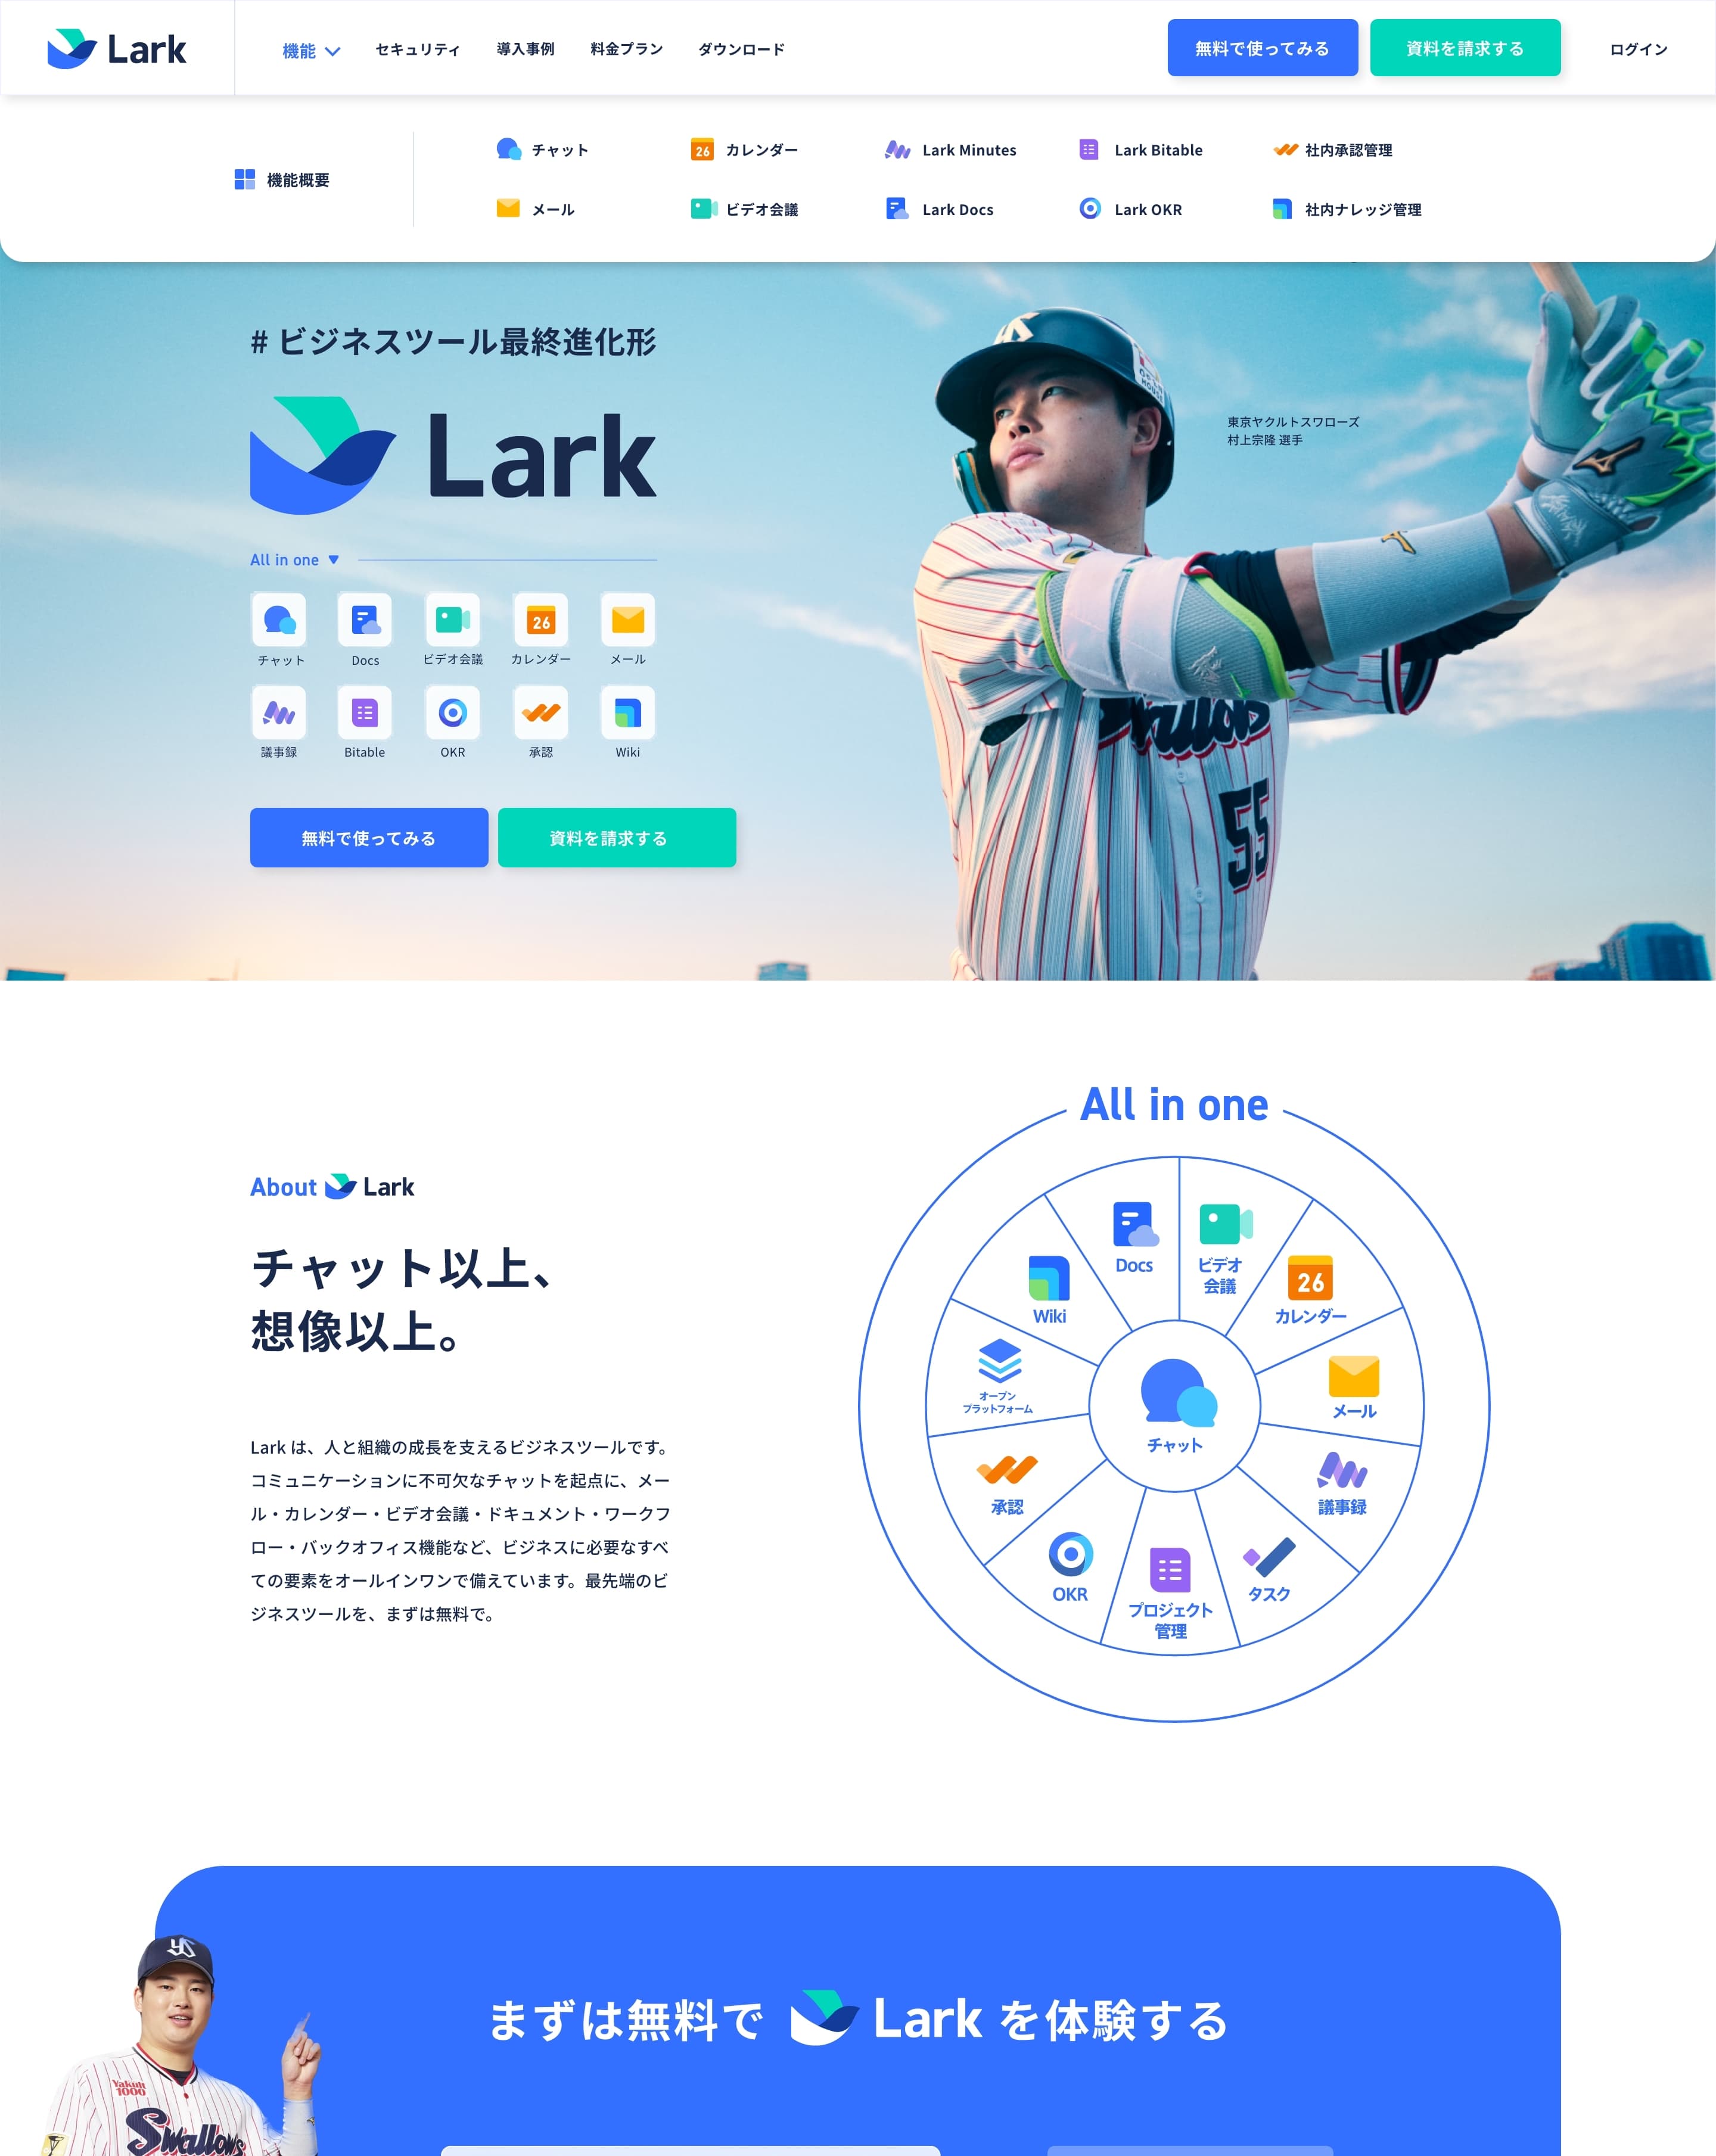 Lark
機能
セキュリティ
導入事例
料金プラン
ダウンロード
無料で使ってみる
資料を請求する
ログイン
機能概要
チャット
カレンダー
Lark Minutes
Lark Bitable
社内承認管理
メール
ビデオ会議
Lark Docs
Lark OKR
社内ナレッジ管理
# ビジネスツール最終進化形
Lark
東京ヤクルトスワローズ
村上宗隆 選手
All in one
チャット
Docs
ビデオ会議
26
カレンダー
メール
議事録
Bitable
OKR
承認
Wiki
無料で使ってみる
資料を請求する
Swallows
55
About Lark
チャット以上、
想像以上。
Lark は、人と組織の成長を支えるビジネスツールです。
コミュニケーションに不可欠なチャットを起点に、メー
ル・カレンダー・ビデオ会議・ドキュメント・ワークフ
ロー・バックオフィス機能など、ビジネスに必要なすべ
ての要素をオールインワンで備えています。最先端のビ
ジネスツールを、まずは無料で。
All in one
Docs
ビデオ
会議
26
カレンダー
Wiki
メール
オープン
プラットフォーム
チャット
承認
議事録
OKR
プロジェクト
管理
タスク
まずは無料で Lark を体験する
Yakult
1000
Swallows